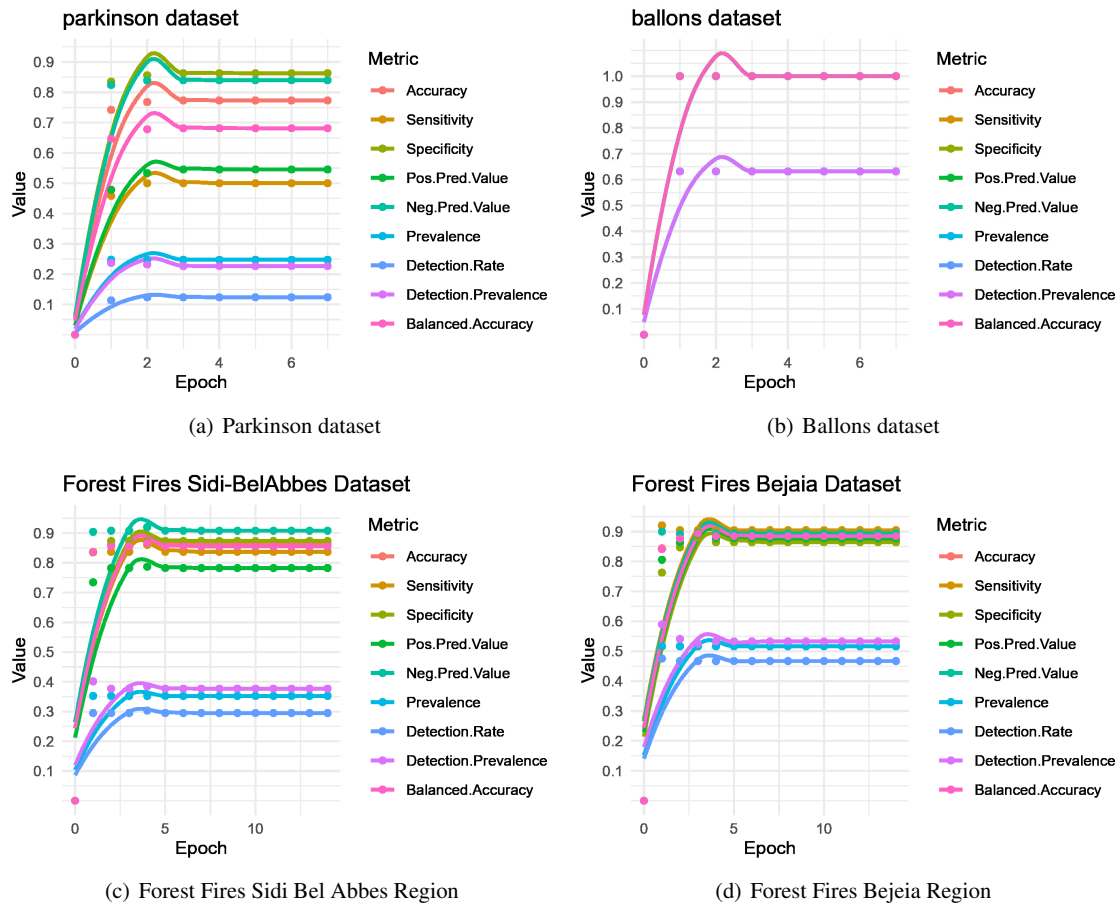 parkinson dataset
Value
0.9
0.8
0.7
0.6
0.5
0.4
0.3
0.2
0.1
0 2 4 6
Epoch
Metric
Accuracy
Sensitivity
Specificity
Pos.Pred.Value
Neg.Pred.Value
Prevalence
Detection.Rate
Detection.Prevalence
Balanced.Accuracy
(a) Parkinson dataset
ballons dataset
Value
1.0
0.9
0.8
0.7
0.6
0.5
0.4
0.3
0.2
0.1
0 2 4 6
Epoch
Metric
Accuracy
Sensitivity
Specificity
Pos.Pred.Value
Neg.Pred.Value
Prevalence
Detection.Rate
Detection.Prevalence
Balanced.Accuracy
(b) Ballons dataset
Forest Fires Sidi-BelAbbes Dataset
Value
0.9
0.8
0.7
0.6
0.5
0.4
0.3
0.2
0.1
0 5 10
Epoch
Metric
Accuracy
Sensitivity
Specificity
Pos.Pred.Value
Neg.Pred.Value
Prevalence
Detection.Rate
Detection.Prevalence
Balanced.Accuracy
(c) Forest Fires Sidi Bel Abbes Region
Forest Fires Bejaia Dataset
Value
0.9
0.8
0.7
0.6
0.5
0.4
0.3
0.2
0.1
0 5 10
Epoch
Metric
Accuracy
Sensitivity
Specificity
Pos.Pred.Value
Neg.Pred.Value
Prevalence
Detection.Rate
Detection.Prevalence
Balanced.Accuracy
(d) Forest Fires Bejeia Region